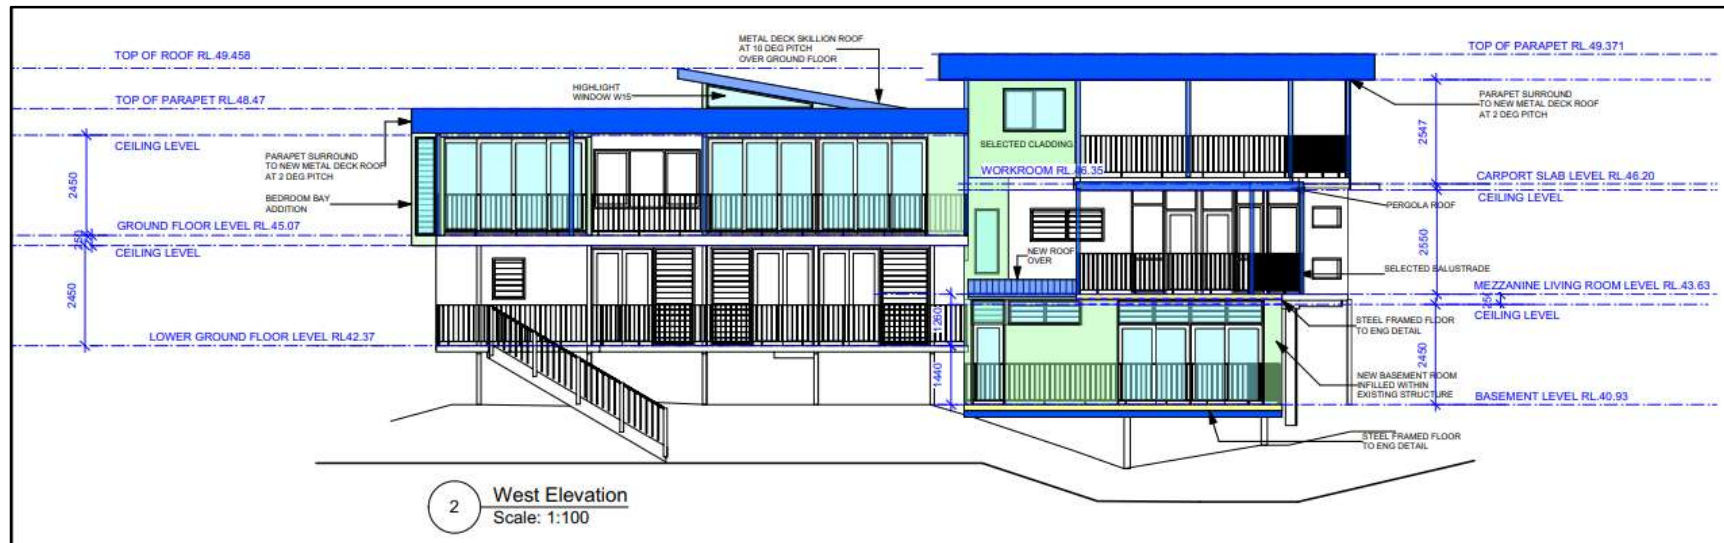 TOP OF ROOF RL.49.458
TOP OF PARAPET RL.48.47
CEILING LEVEL
2450
GROUND FLOOR LEVEL RL.45.07
250
CEILING LEVEL
2450
LOWER GROUND FLOOR LEVEL RL42.37
PARAPET SURROUND
TO NEW METAL DECK ROOF
AT 2 DEG PITCH
BEDROOM BAY
ADDITION
HIGHLIGHT
WINDOW W15
METAL DECK SKILLION ROOF
AT 10 DEG PITCH
OVER GROUND FLOOR
SELECTED CLADDING
WORKROOM RL.46.35
NEW ROOF
OVER
1260
1440
TOP OF PARAPET RL.49.371
PARAPET SURROUND
TO NEW METAL DECK ROOF
AT 2 DEG PITCH
2547
CARPORT SLAB LEVEL RL.46.20
CEILING LEVEL
PERGOLA ROOF
2550
SELECTED BALUSTRADE
MEZZANINE LIVING ROOM LEVEL RL.43.63
250
CEILING LEVEL
STEEL FRAMED FLOOR
TO ENG DETAIL
2450
NEW BASEMENT ROOM
INFILLED WITHIN
EXISTING STRUCTURE
BASEMENT LEVEL RL.40.93
STEEL FRAMED FLOOR
TO ENG DETAIL
2
West Elevation
Scale: 1:100